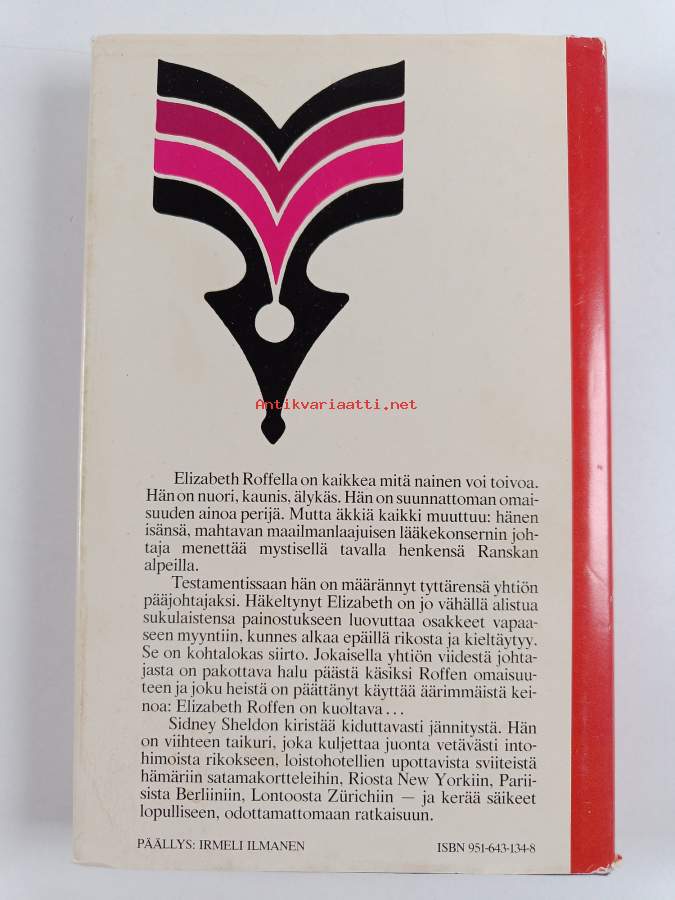 Antikvariaatti.net
Elizabeth Roffella on kaikkea mitä nainen voi toivoa.
Hän on nuori, kaunis, älykäs. Hän on suunnattoman omai-
suuden ainoa perijä. Mutta äkkiä kaikki muuttuu: hänen
isänsä, mahtavan maailmanlaajuisen lääkekonsernin joh-
taja menettää mystisellä tavalla henkensä Ranskan
alpeilla.
Testamentissaan hän on määrännyt tyttärensä yhtiön
pääjohtajaksi. Häkeltynyt Elizabeth on jo vähällä alistua
sukulaistensa painostukseen luovuttaa osakkeet vapaa-
seen myyntiin, kunnes alkaa epäillä rikosta ja kieltäytyy.
Se on kohtalokas siirto. Jokaisella yhtiön viidestä johta-
jasta on pakottava halu päästä käsiksi Roffen omaisuu-
teen ja joku heistä on päättänyt käyttää äärimmäistä kei-
noa: Elizabeth Roffen on kuoltava...
Sidney Sheldon kiristää kiduttavasti jännitystä. Hän
on viihteen taikuri, joka kuljettaa juonta vetävästi into-
himoista rikokseen, loistohotellien upottavista sviiteistä
hämäriin satamakortteleihin, Riosta New Yorkiin, Parii-
sista Berliiniin, Lontoosta Zürichiin — ja kerää säikeet
lopulliseen, odottamattomaan ratkaisuun.
PÄÄLLYS: IRMELI ILMANEN
ISBN 951-643-134-8